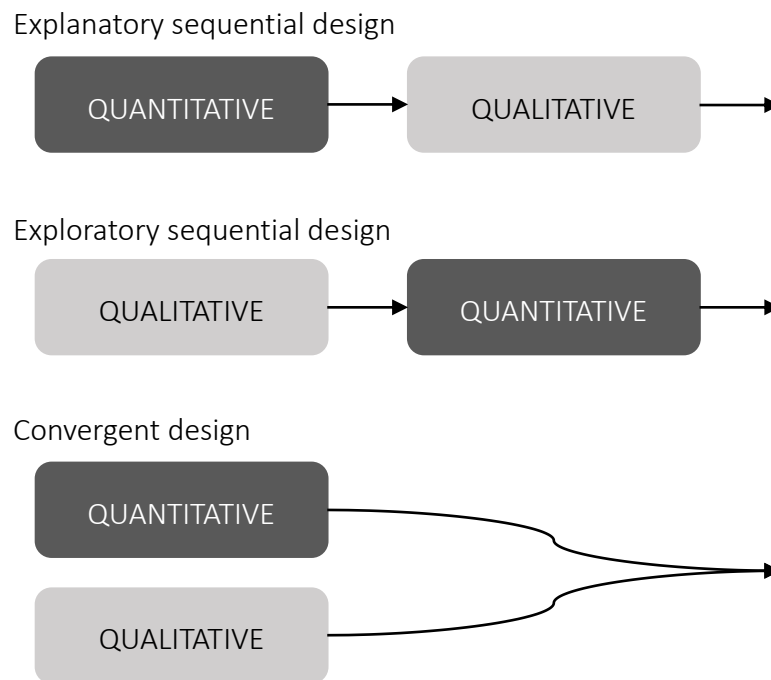 Explanatory sequential design
QUANTITATIVE QUALITATIVE
Exploratory sequential design
QUALITATIVE QUANTITATIVE
Convergent design
QUANTITATIVE
QUALITATIVE